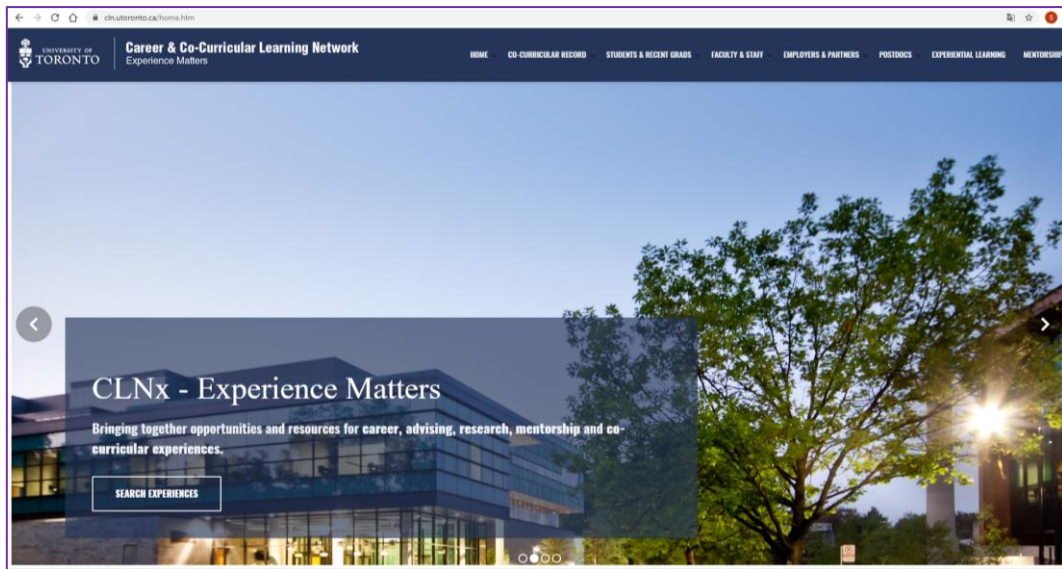 cln.utoronto.ca/home.htm
UNIVERSITY OF
TORONTO
Career & Co-Curricular Learning Network
Experience Matters
HOME CO-CURRICULAR RECORD STUDENTS & RECENT GRADS FACULTY & STAFF EMPLOYERS & PARTNERS POSTDOCS EXPERIENTIAL LEARNING MENTORSHIP
CLNx - Experience Matters
Bringing together opportunities and resources for career, advising, research, mentorship and co-
curricular experiences.
SEARCH EXPERIENCES